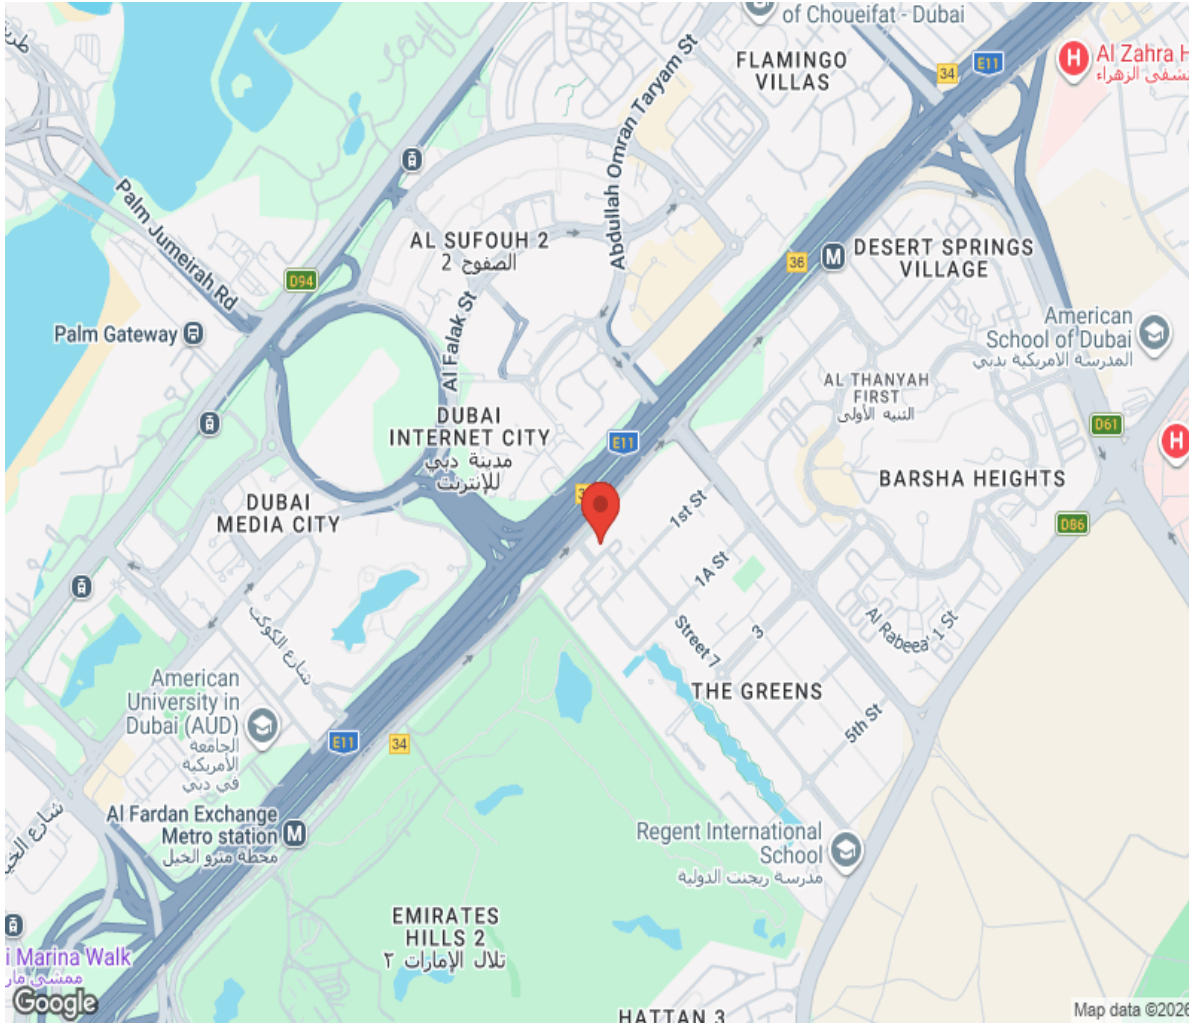 of Choueifat - Dubai
FLAMINGO
VILLAS
34
E11
Al Zahra H
Abdullah Omran Taryam St
Palm Jumeirah Rd
AL SUFOUH 2
الصفوح 2
36
M
DESERT SPRINGS
VILLAGE
D94
Al Falak St
Palm Gateway
American
School of Dubai
المدرسة الامريكية بدبي
AL THANYAH
FIRST
الثنيه الأولى
D61
H
DUBAI
INTERNET CITY
مدينة دبي
للإنترنت
E11
BARSHA HEIGHTS
DUBAI
MEDIA CITY
1st St
D86
1A St
Al Rabeea' 1 St
Street 7
3
شارع الكوكب
American
University in
Dubai (AUD)
الجامعة
الأمريكية
في دبي
THE GREENS
5th St
E11
34
Al Fardan Exchange
Metro station
M
محطة مترو الخيل
Regent International
School
مدرسة ريجنت الدولية
EMIRATES
HILLS 2
تلال الإمارات ٢
i Marina Walk
Google
HATTAN 3
Map data ©2026